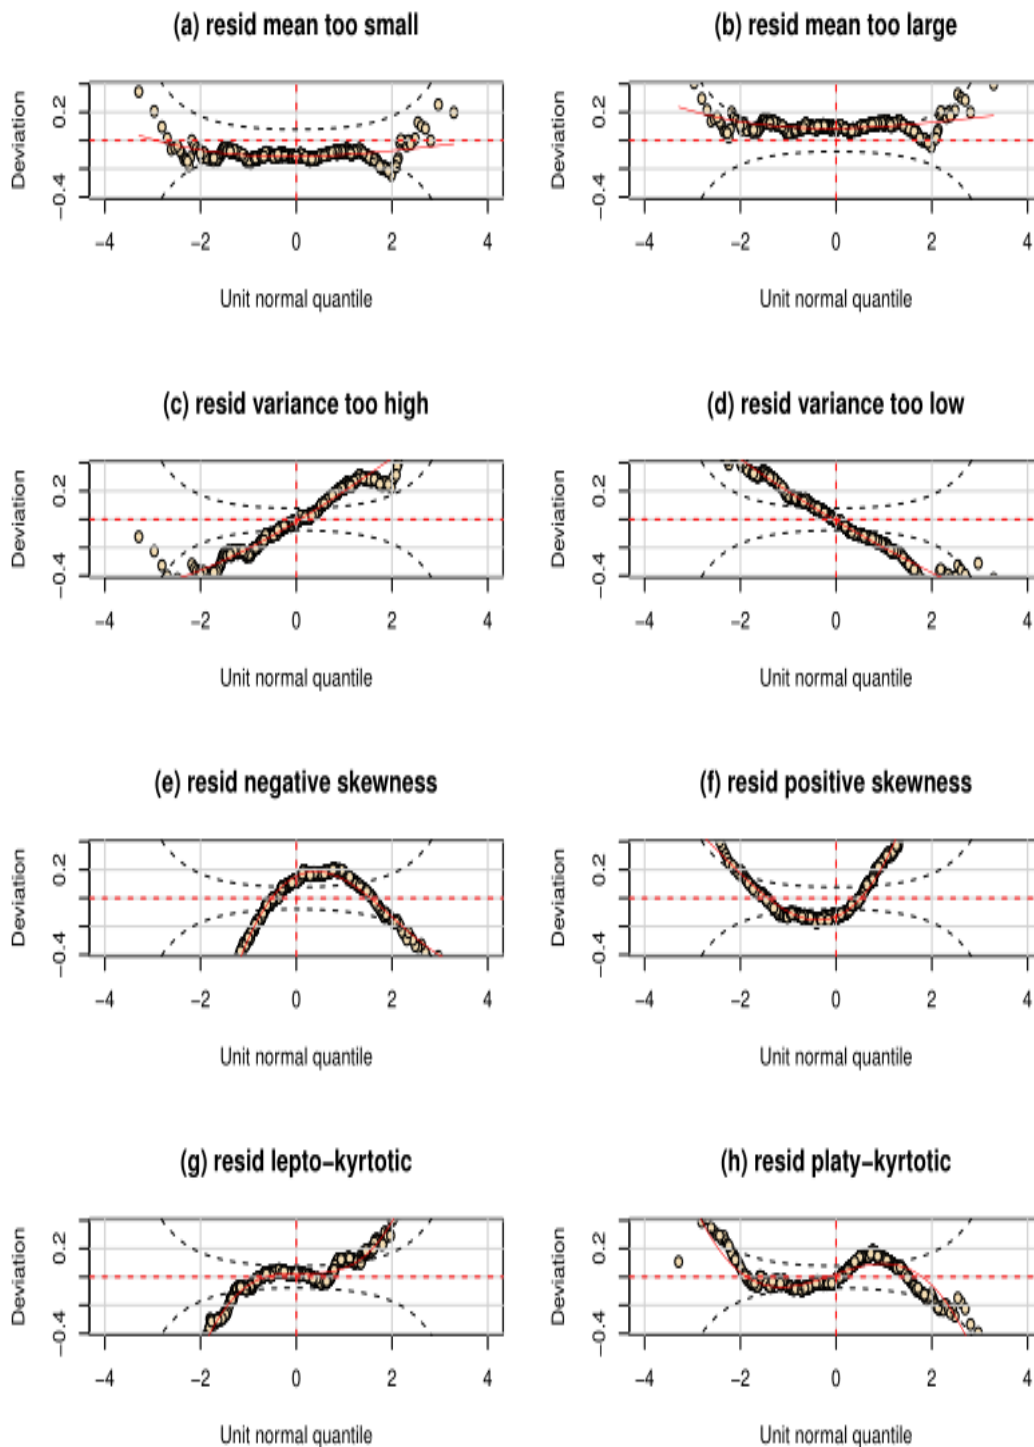 (a) resid mean too small
(b) resid mean too large
Deviation
−0.4 0.2
−4 −2 0 2 4
Unit normal quantile
Deviation
−0.4 0.2
−4 −2 0 2 4
Unit normal quantile
(c) resid variance too high
(d) resid variance too low
Deviation
−0.4 0.2
−4 −2 0 2 4
Unit normal quantile
Deviation
−0.4 0.2
−4 −2 0 2 4
Unit normal quantile
(e) resid negative skewness
(f) resid positive skewness
Deviation
−0.4 0.2
−4 −2 0 2 4
Unit normal quantile
Deviation
−0.4 0.2
−4 −2 0 2 4
Unit normal quantile
(g) resid lepto−kyrtotic
(h) resid platy−kyrtotic
Deviation
−0.4 0.2
−4 −2 0 2 4
Unit normal quantile
Deviation
−0.4 0.2
−4 −2 0 2 4
Unit normal quantile